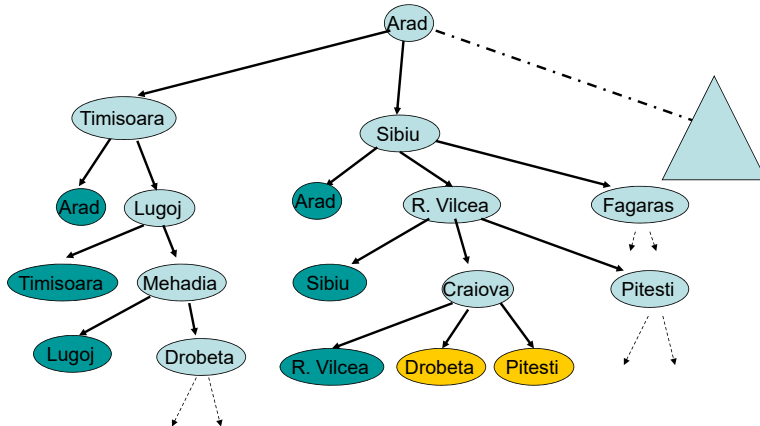 Arad
Timisoara
Sibiu
Arad
Lugoj
Arad
R. Vilcea
Fagaras
Timisoara
Mehadia
Sibiu
Craiova
Pitesti
Lugoj
Drobeta
R. Vilcea
Drobeta
Pitesti